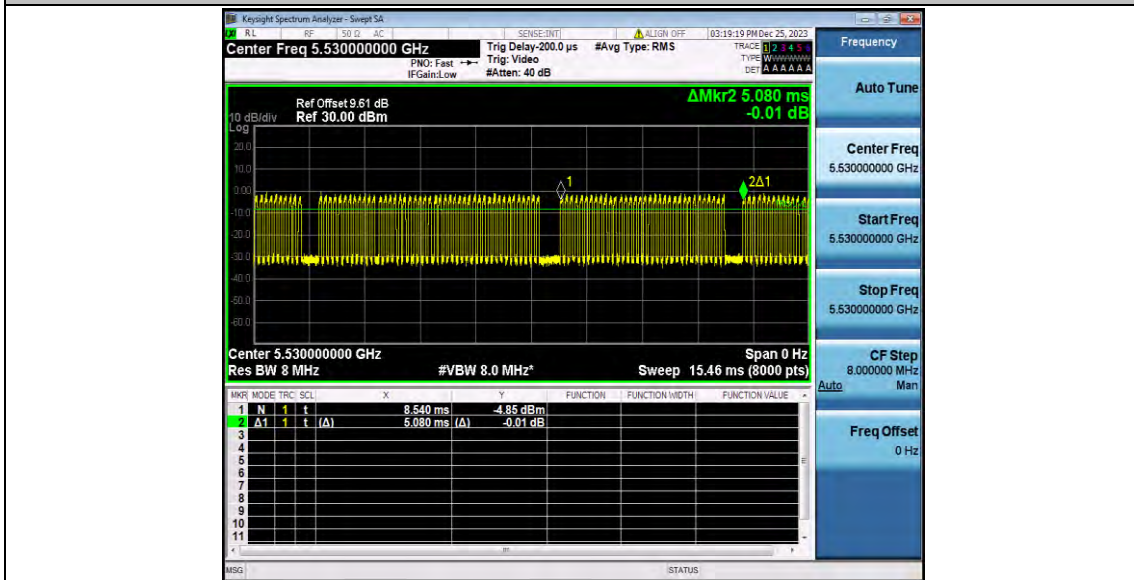 Keysight Spectrum Analyzer - Swept SA
RL RF 50 Ω AC SENSE:INT ALIGN OFF 03:19:19 PM Dec 25, 2023
Center Freq 5.530000000 GHz
PNO: Fast
IFGain:Low
Trig Delay-200.0 µs
Trig: Video
#Atten: 40 dB
#Avg Type: RMS
TRACE 1 2 3 4 5 6
TYPE WWWWWW
DET A A A A A A
ΔMkr2 5.080 ms
-0.01 dB
Ref Offset 9.61 dB
10 dB/div Ref 30.00 dBm
Log
20.0
10.0
0.00
-10.0
-20.0
-30.0
-40.0
-50.0
-60.0
1
2Δ1
Center 5.530000000 GHz Span 0 Hz
Res BW 8 MHz #VBW 8.0 MHz* Sweep 15.46 ms (8000 pts)
MKR MODE TRC SCL X Y FUNCTION FUNCTION WIDTH FUNCTION VALUE
1 N 1 t 8.540 ms -4.85 dBm
2 Δ1 1 t (Δ) 5.080 ms (Δ) -0.01 dB
3
4
5
6
7
8
9
10
11
MSG STATUS
Frequency
Auto Tune
Center Freq
5.530000000 GHz
Start Freq
5.530000000 GHz
Stop Freq
5.530000000 GHz
CF Step
8.000000 MHz
Auto Man
Freq Offset
0 Hz